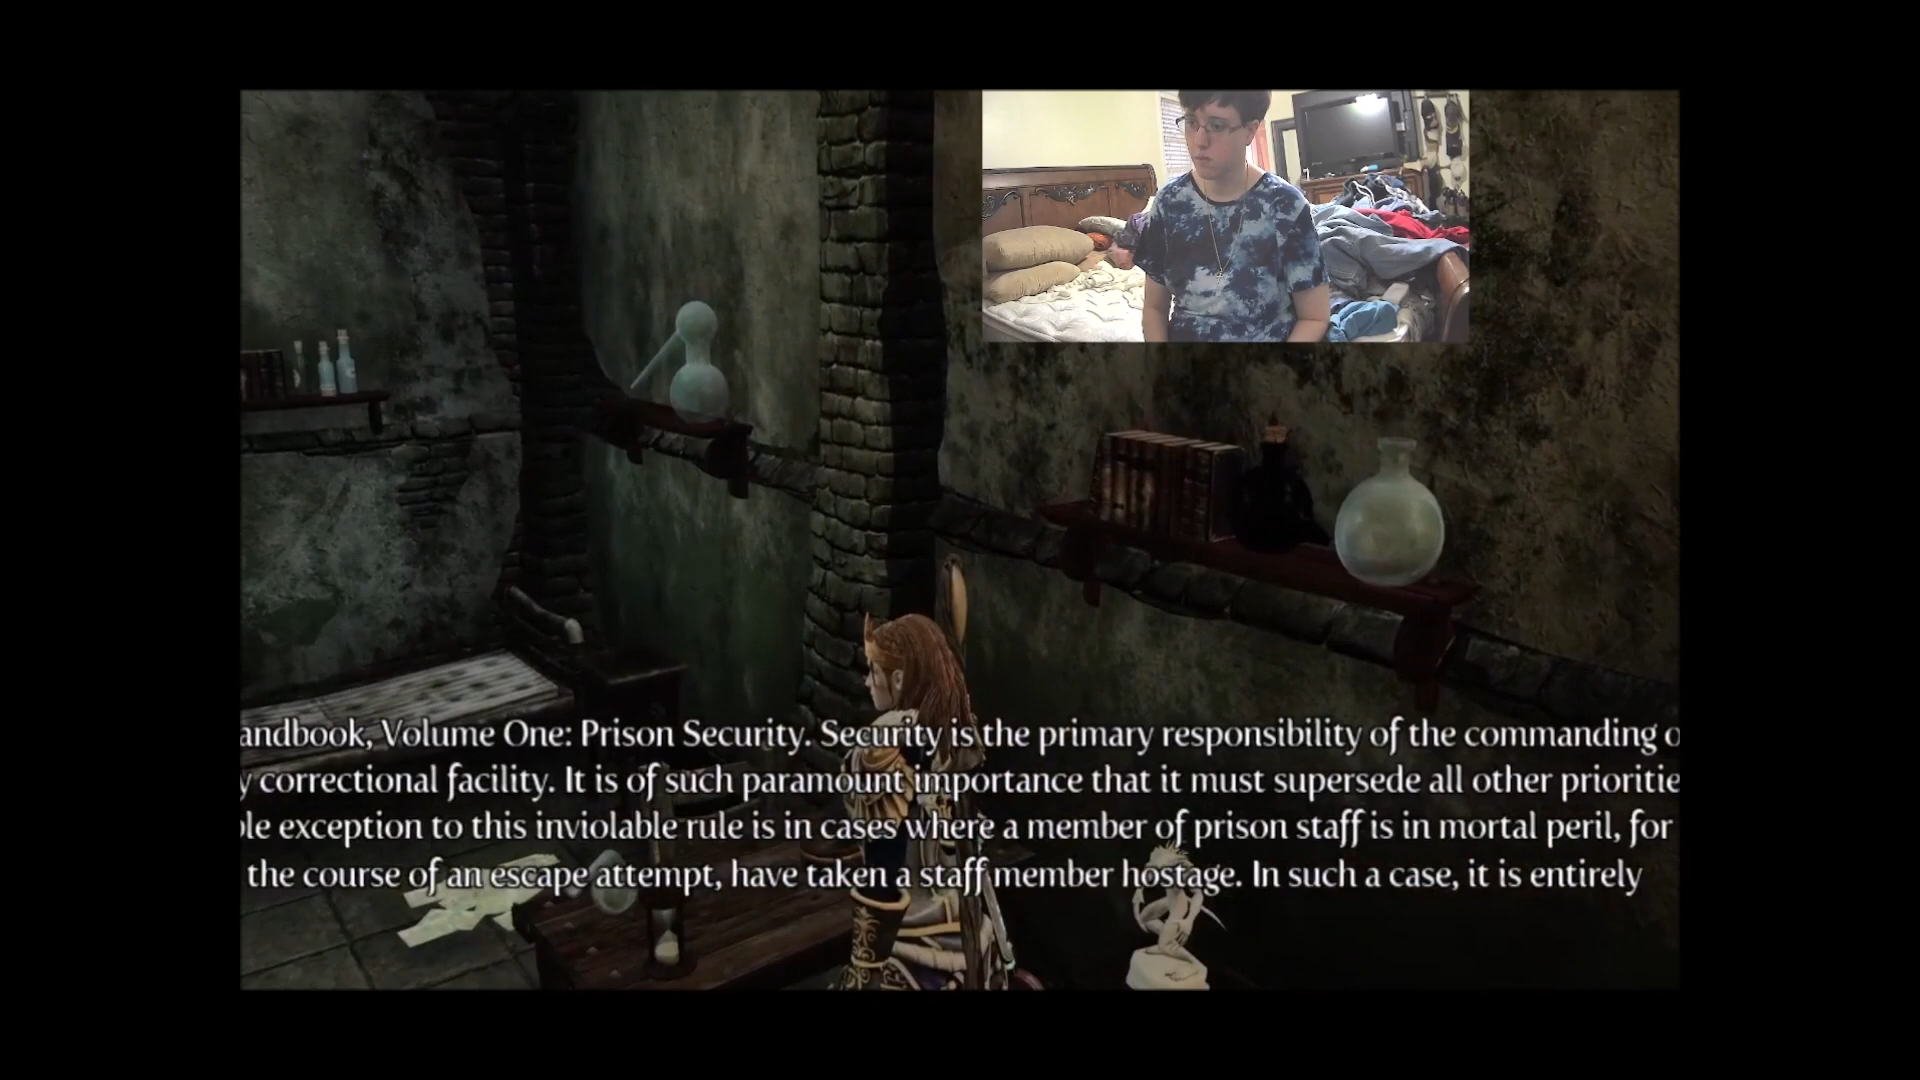 andbook, Volume One: Prison Security. Security is the primary responsibility of the commanding o
y correctional facility. It is of such paramount importance that it must supersede all other prioritie
le exception to this inviolable rule is in cases where a member of prison staff is in mortal peril, for
the course of an escape attempt, have taken a staff member hostage. In such a case, it is entirely